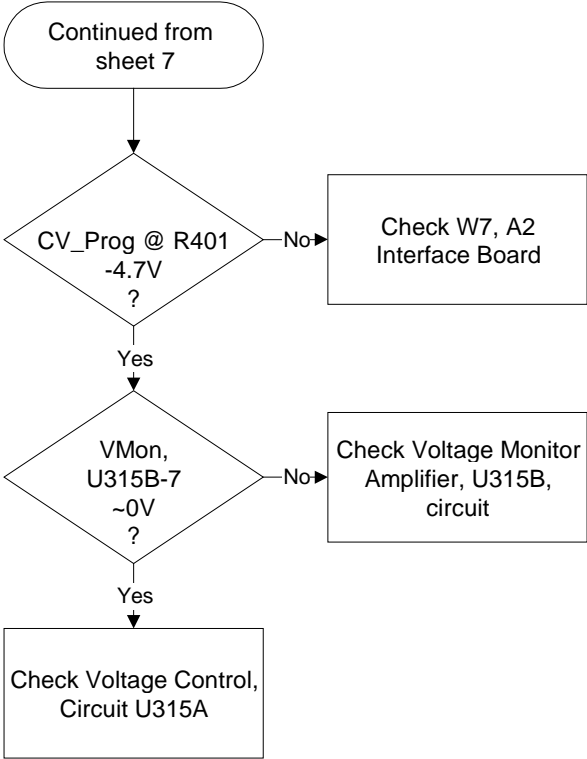 Continued from
sheet 7
CV_Prog @ R401
-4.7V
?
No
Check W7, A2
Interface Board
Yes
VMon,
U315B-7
~0V
?
No
Check Voltage Monitor
Amplifier, U315B,
circuit
Yes
Check Voltage Control,
Circuit U315A